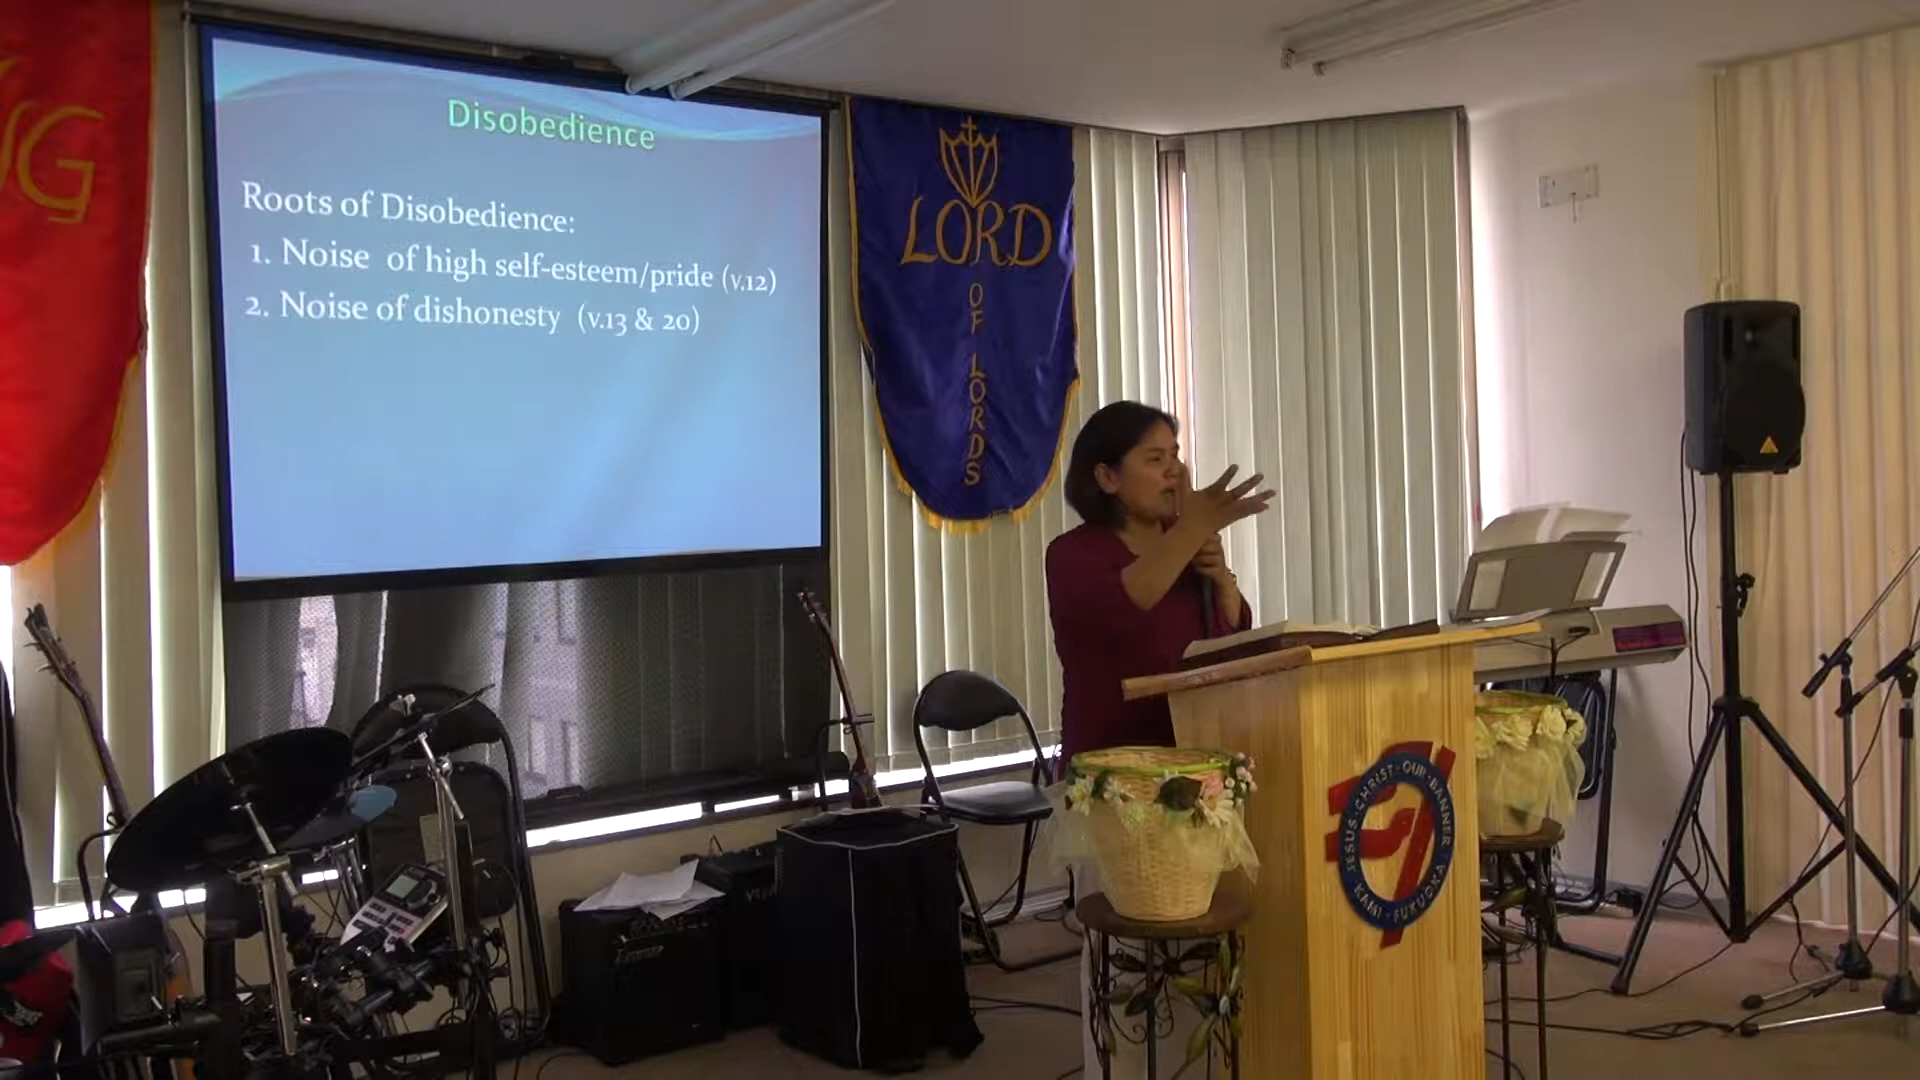 Disobedience
Roots of Disobedience:
1. Noise of high self-esteem/pride (v.12)
2. Noise of dishonesty (v.13 & 20)
NG
LORD
OF
LORDS
JESUS·CHRIST·OUR·BANNER
KAMI·FUKUOKA